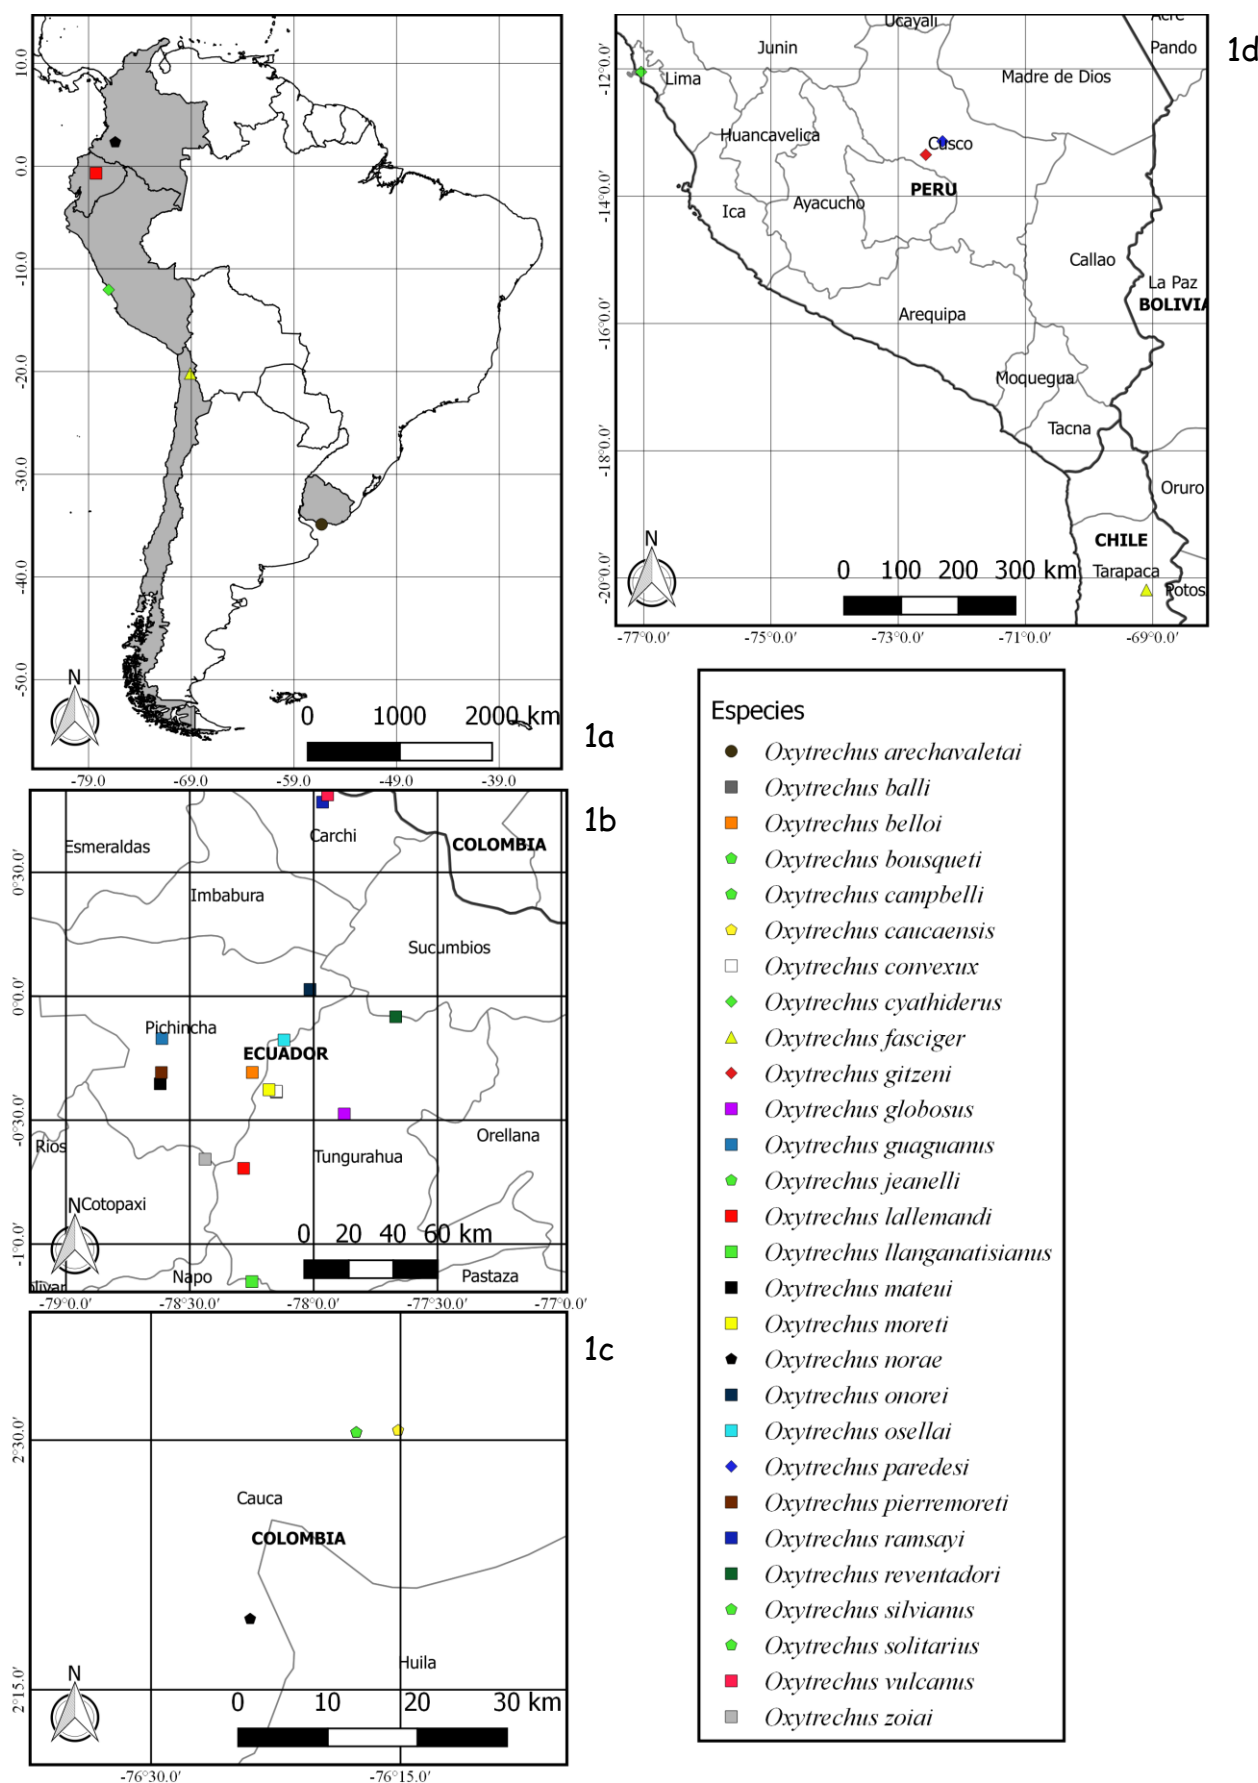 10.0
0.0
-10.0
-20.0
-30.0
-40.0
-50.0
N
0 1000 2000 km
-79.0 -69.0 -59.0 -49.0 -39.0
1a
1d
Ucayali
Acre
Junin
Pando
Lima
Madre de Dios
Huancavelica
Cusco
PERU
Ica
Ayacucho
Callao
La Paz
BOLIVIA
Arequipa
Moquegua
Tacna
Oruro
CHILE
Tarapaca
Potos
N
0 100 200 300 km
-12°0.0'
-14°0.0'
-16°0.0'
-18°0.0'
-20°0.0'
-77°0.0' -75°0.0' -73°0.0' -71°0.0' -69°0.0'
1b
Carchi
Esmeraldas
COLOMBIA
Imbabura
Sucumbios
Pichincha
ECUADOR
Orellana
Rios
Tungurahua
Cotopaxi
Napo
Pastaza
olivar
N
0 20 40 60 km
0°30.0'
0°0.0'
-0°30.0'
-1°0.0'
-79°0.0' -78°30.0' -78°0.0' -77°30.0' -77°0.0'
1c
Cauca
COLOMBIA
Huila
N
0 10 20 30 km
2°30.0'
2°15.0'
-76°30.0' -76°15.0'
Especies
Oxytrechus arechavaletai
Oxytrechus balli
Oxytrechus belloi
Oxytrechus bousqueti
Oxytrechus campbelli
Oxytrechus caucaensis
Oxytrechus convexux
Oxytrechus cyathiderus
Oxytrechus fasciger
Oxytrechus gitzeni
Oxytrechus globosus
Oxytrechus guaguanus
Oxytrechus jeanelli
Oxytrechus lallemandi
Oxytrechus llanganatisianus
Oxytrechus mateui
Oxytrechus moreti
Oxytrechus norae
Oxytrechus onorei
Oxytrechus osellai
Oxytrechus paredesi
Oxytrechus pierremoreti
Oxytrechus ramsayi
Oxytrechus reventadori
Oxytrechus silvianus
Oxytrechus solitarius
Oxytrechus vulcanus
Oxytrechus zoiai